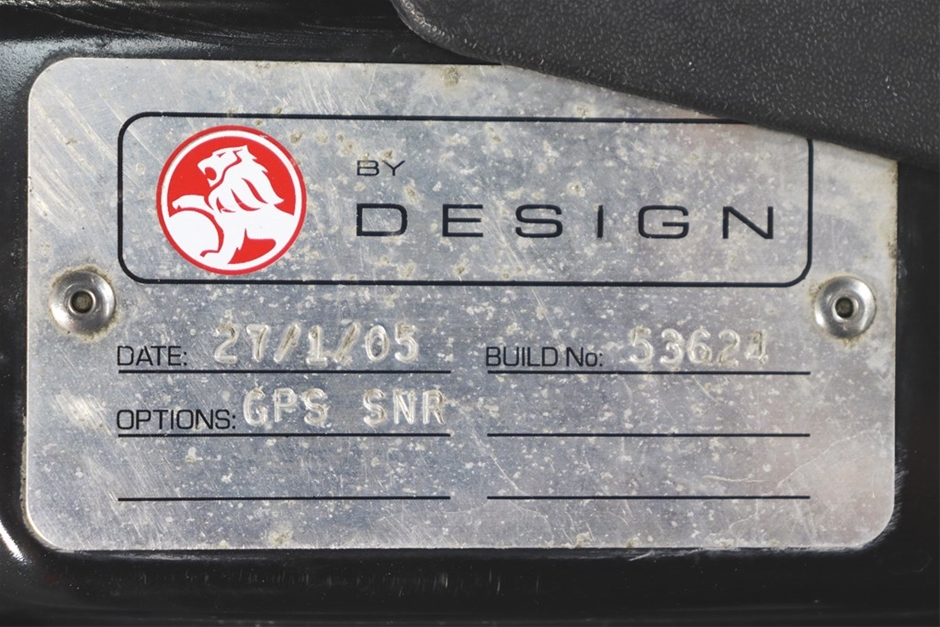 BY
DESIGN
DATE: 27/1/05 BUILD No: 53624
OPTIONS: GPS SNR